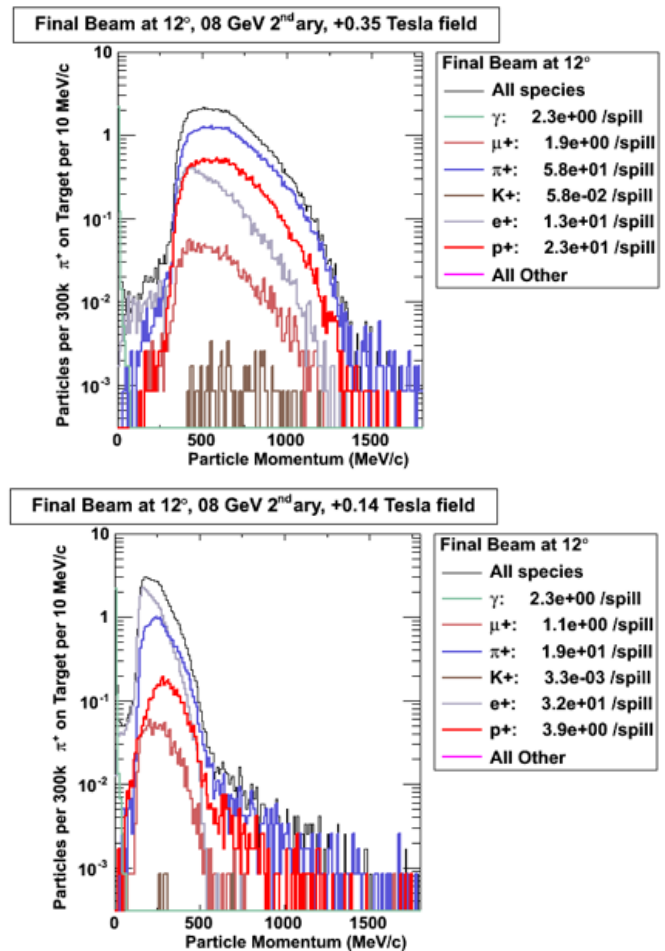 Final Beam at 12°, 08 GeV 2ⁿᵈary, +0.35 Tesla field
Particles per 300k π⁺ on Target per 10 MeV/c
10
1
10⁻¹
10⁻²
10⁻³
0
500
1000
1500
Particle Momentum (MeV/c)
Final Beam at 12°
All species
γ: 2.3e+00 /spill
μ+: 1.9e+00 /spill
π+: 5.8e+01 /spill
K+: 5.8e-02 /spill
e+: 1.3e+01 /spill
p+: 2.3e+01 /spill
All Other
Final Beam at 12°, 08 GeV 2ⁿᵈary, +0.14 Tesla field
Particles per 300k π⁺ on Target per 10 MeV/c
10
1
10⁻¹
10⁻²
10⁻³
0
500
1000
1500
Particle Momentum (MeV/c)
Final Beam at 12°
All species
γ: 2.3e+00 /spill
μ+: 1.1e+00 /spill
π+: 1.9e+01 /spill
K+: 3.3e-03 /spill
e+: 3.2e+01 /spill
p+: 3.9e+00 /spill
All Other